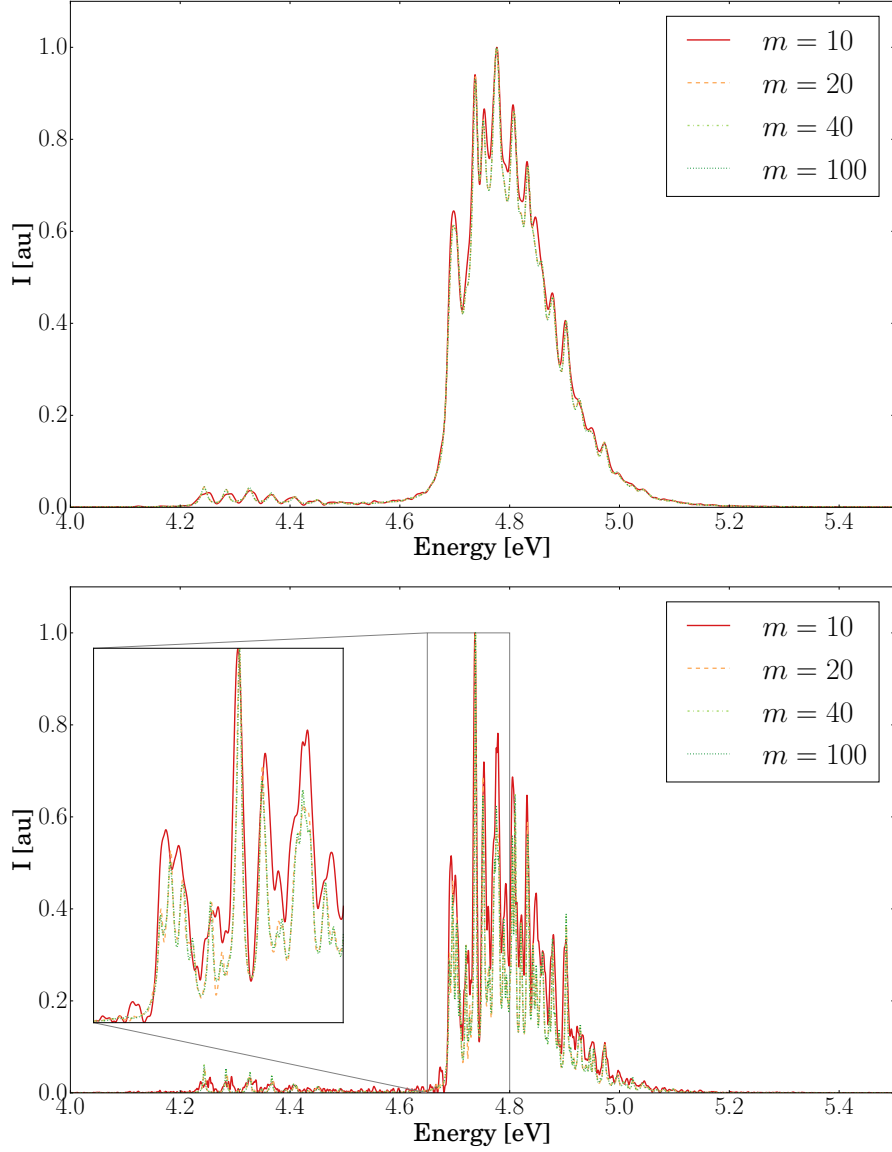 1.0
0.8
0.6
0.4
0.2
0.0
I [au]
m = 10
m = 20
m = 40
m = 100
4.0 4.2 4.4 4.6 4.8 5.0 5.2 5.4
Energy [eV]
1.0
0.8
0.6
0.4
0.2
0.0
I [au]
m = 10
m = 20
m = 40
m = 100
4.0 4.2 4.4 4.6 4.8 5.0 5.2 5.4
Energy [eV]